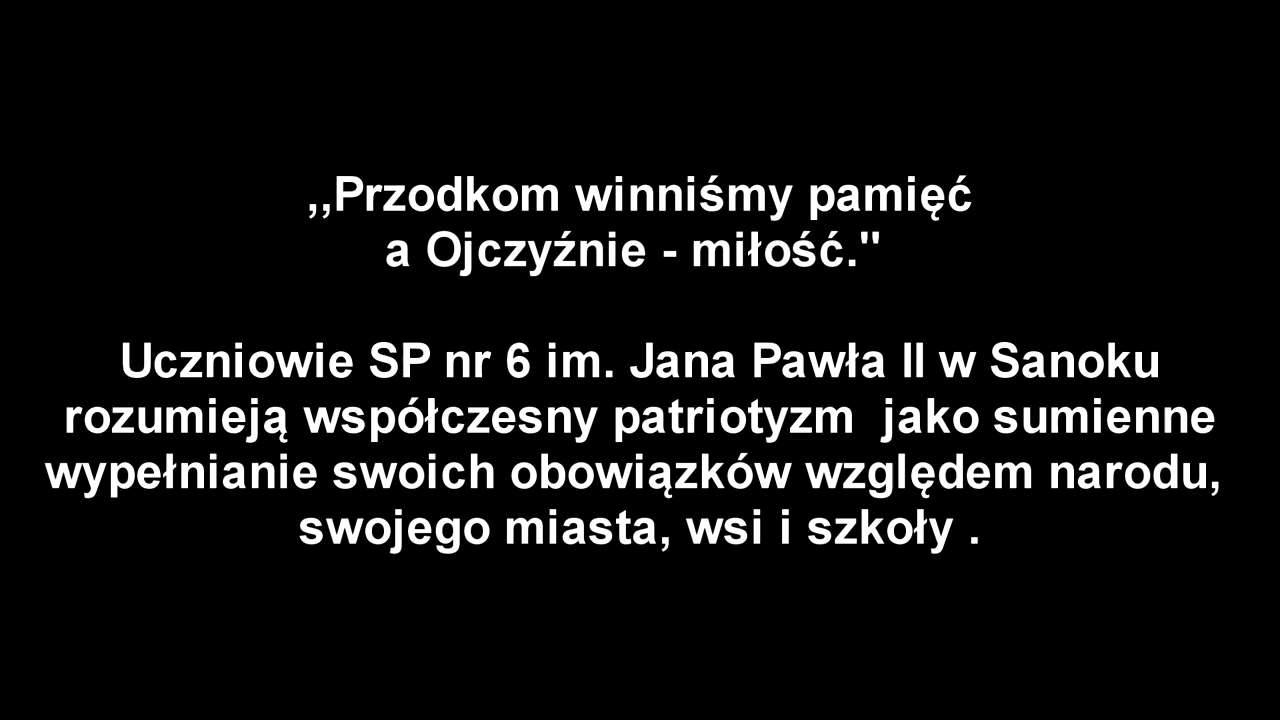 ,,Przodkom winniśmy pamięć
a Ojczyźnie - miłość."
Uczniowie SP nr 6 im. Jana Pawła II w Sanoku
rozumieją współczesny patriotyzm  jako sumienne
wypełnianie swoich obowiązków względem narodu,
swojego miasta, wsi i szkoły .